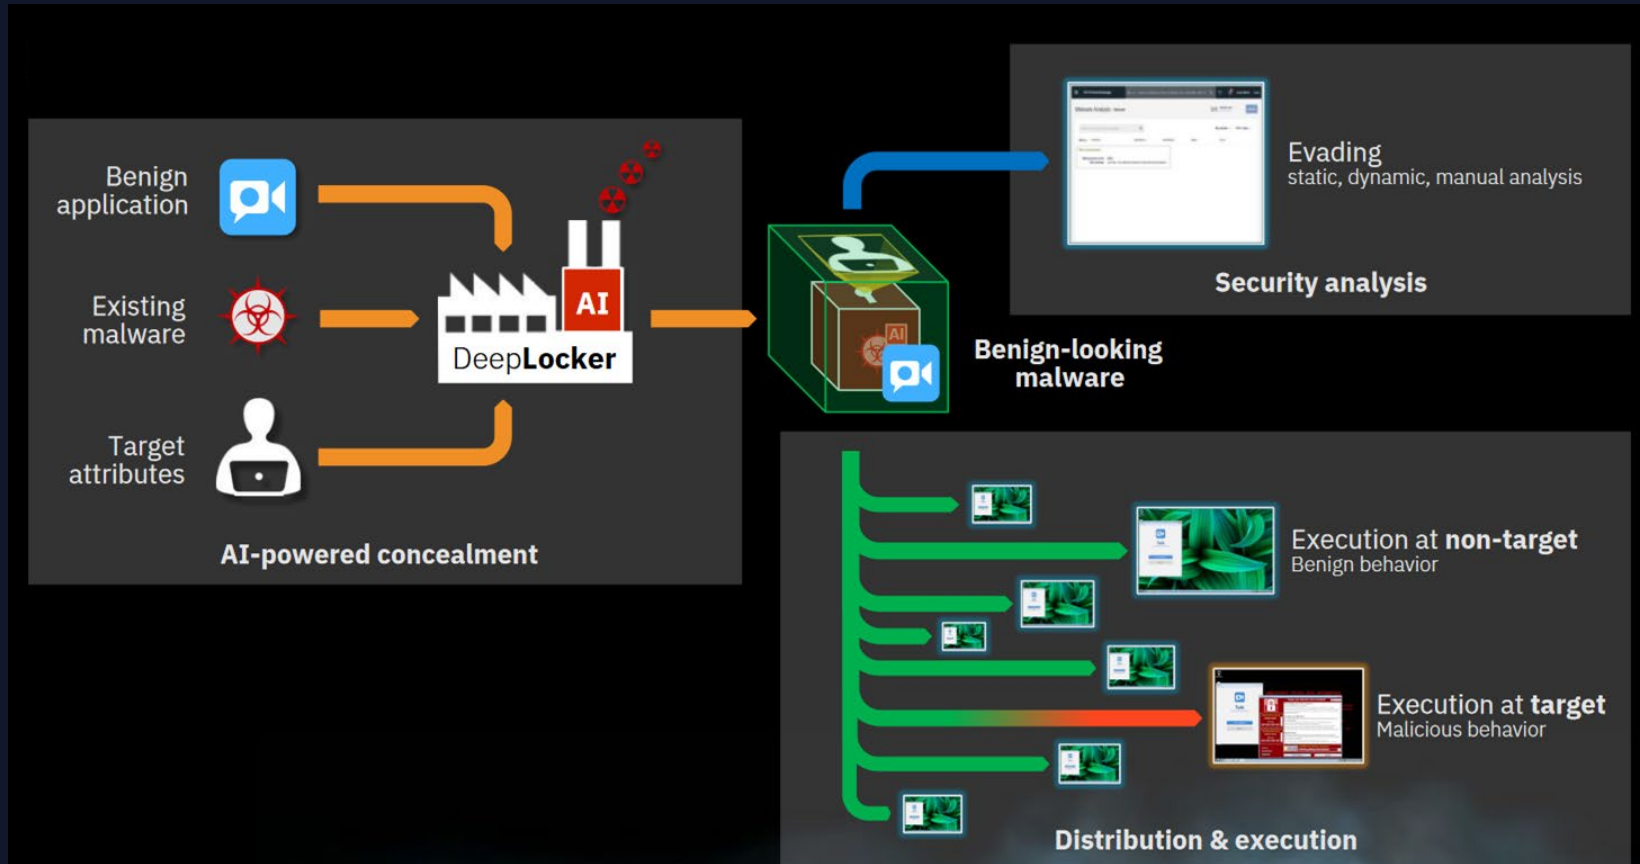 Benign
application
Existing
malware
Target
attributes
AI
DeepLocker
AI-powered concealment
AI
Benign-looking
malware
Evading
static, dynamic, manual analysis
Security analysis
Execution at non-target
Benign behavior
Execution at target
Malicious behavior
Distribution & execution